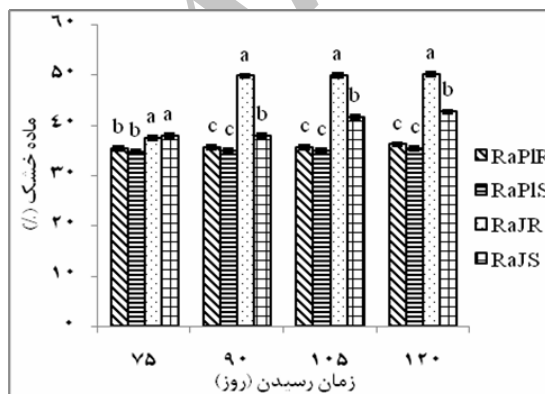 ۶۰
۵۰
۴۰
۳۰
۲۰
۱۰
۰
ماده خشک (%)
b b a a
c c a b
c c a b
c c a b
۷۵ ۹۰ ۱۰۵ ۱۲۰
زمان رسیدن (روز)
RaPlR
RaPlS
RaJR
RaJS